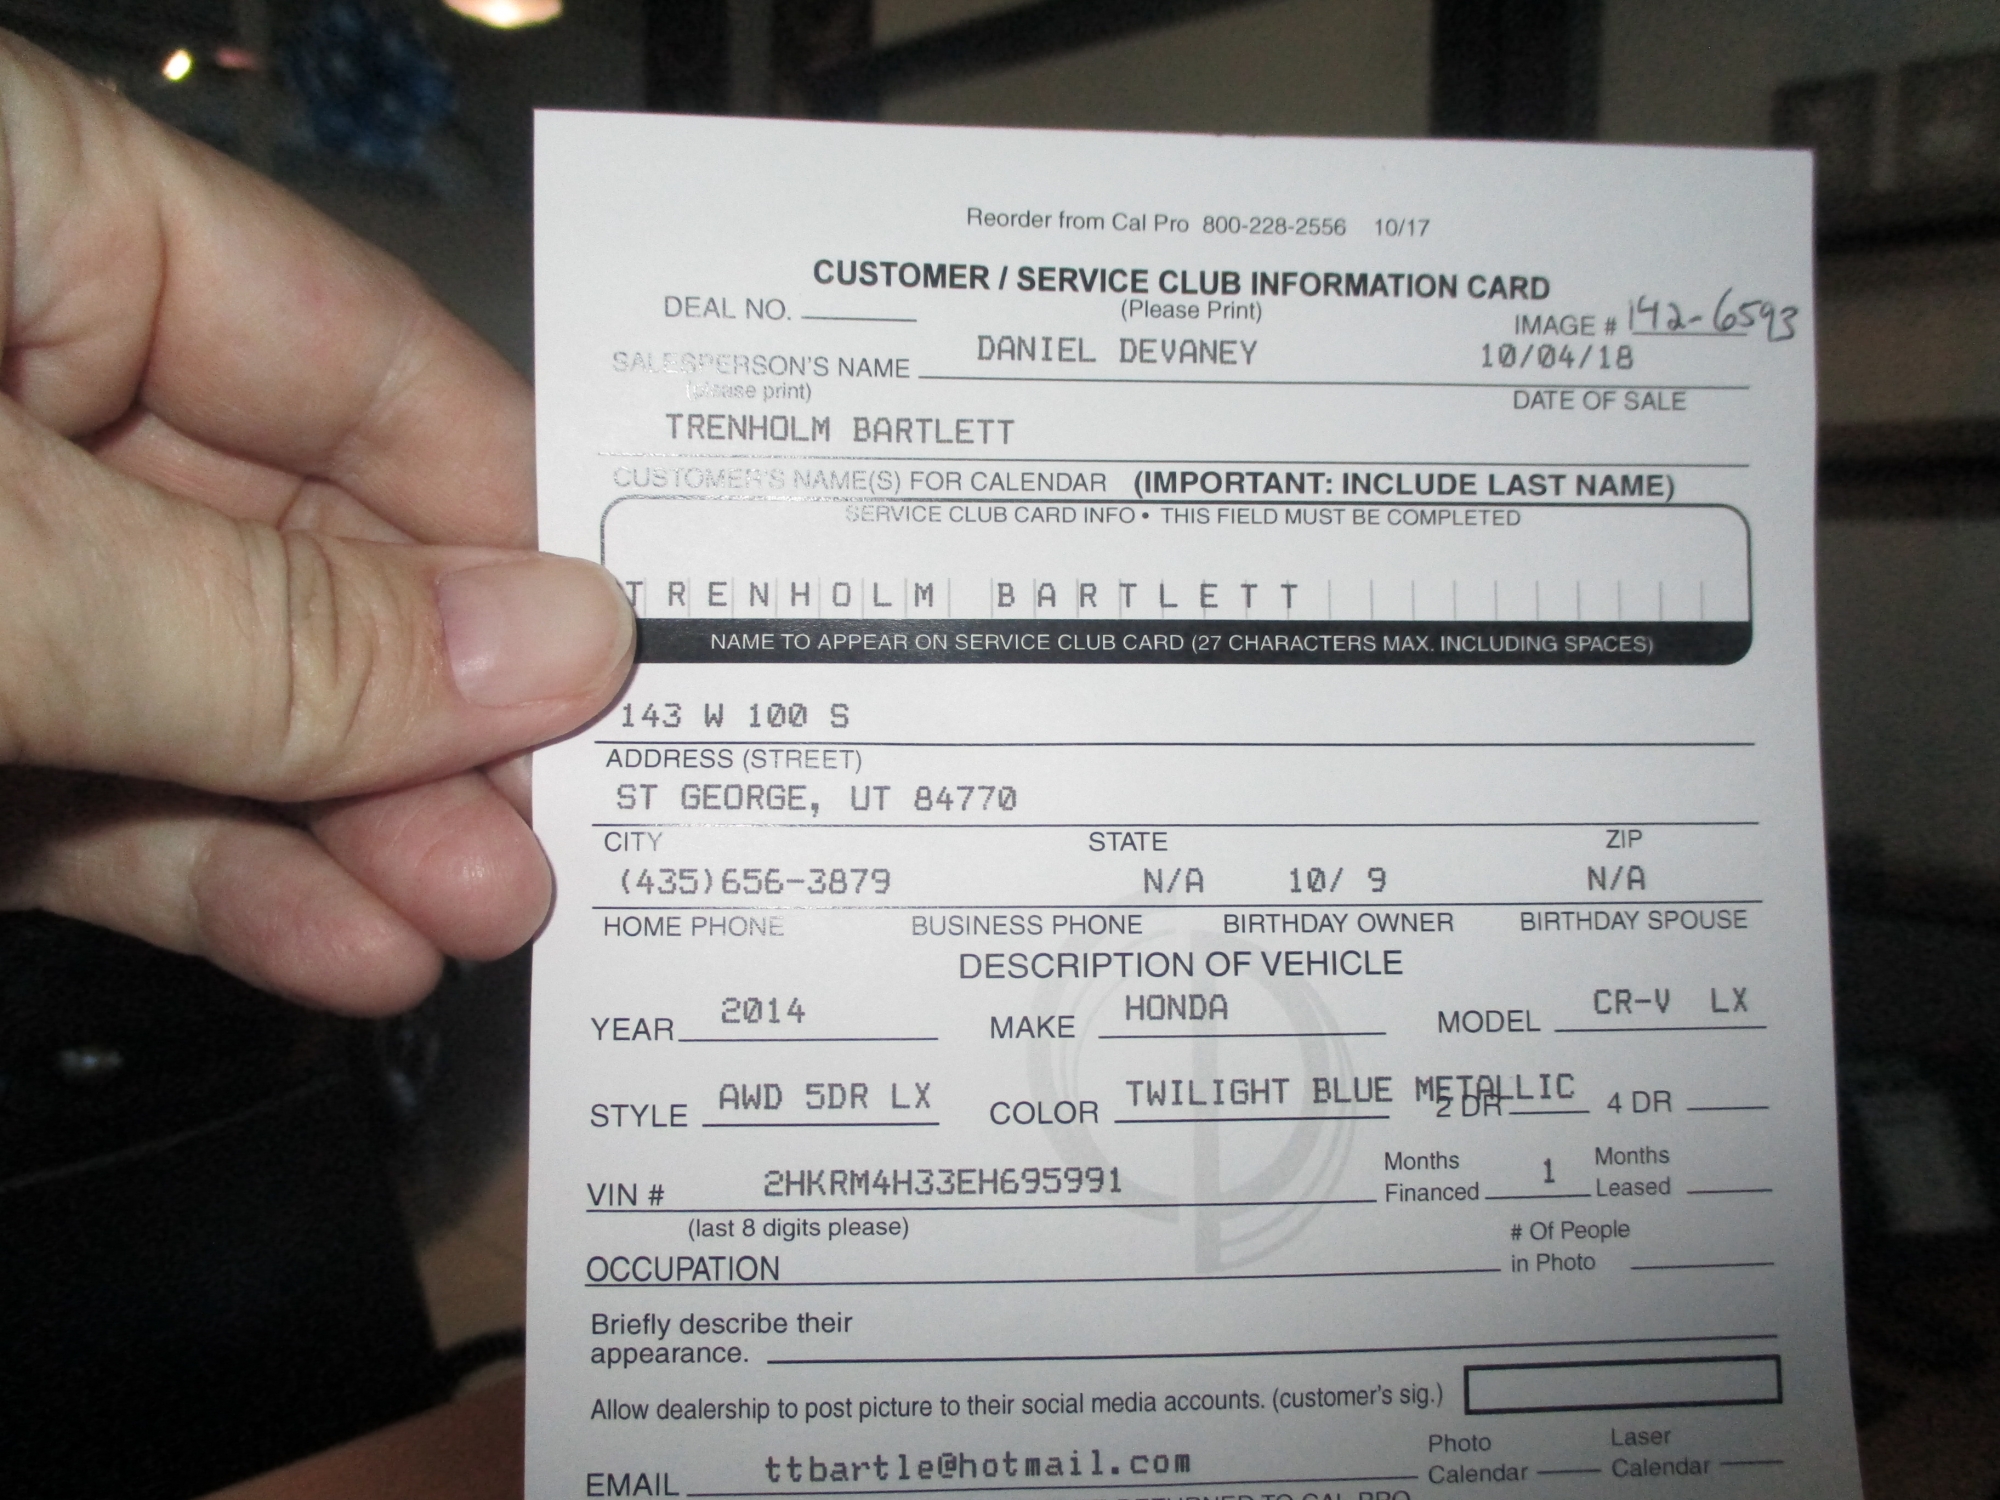 Reorder from Cal Pro 800-228-2556 10/17
CUSTOMER / SERVICE CLUB INFORMATION CARD
DEAL NO. (Please Print) IMAGE # 142-6593
SALESPERSON'S NAME DANIEL DEVANEY 10/04/18
(please print) DATE OF SALE
TRENHOLM BARTLETT
CUSTOMER'S NAME(S) FOR CALENDAR (IMPORTANT: INCLUDE LAST NAME)
SERVICE CLUB CARD INFO • THIS FIELD MUST BE COMPLETED
TRENHOLM BARTLETT
NAME TO APPEAR ON SERVICE CLUB CARD (27 CHARACTERS MAX. INCLUDING SPACES)
143 W 100 S
ADDRESS (STREET)
ST GEORGE, UT 84770
CITY STATE ZIP
(435)656-3879 N/A 10/ 9 N/A
HOME PHONE BUSINESS PHONE BIRTHDAY OWNER BIRTHDAY SPOUSE
DESCRIPTION OF VEHICLE
YEAR 2014 MAKE HONDA MODEL CR-V LX
STYLE AWD 5DR LX COLOR TWILIGHT BLUE METALLIC 2 DR 4 DR
VIN # 2HKRM4H33EH695991 Months Financed 1 Months Leased
(last 8 digits please)
OCCUPATION # Of People in Photo
Briefly describe their
appearance.
Allow dealership to post picture to their social media accounts. (customer's sig.)
EMAIL ttbartle@hotmail.com Photo Calendar Laser Calendar
RETURNED TO CAL PRO